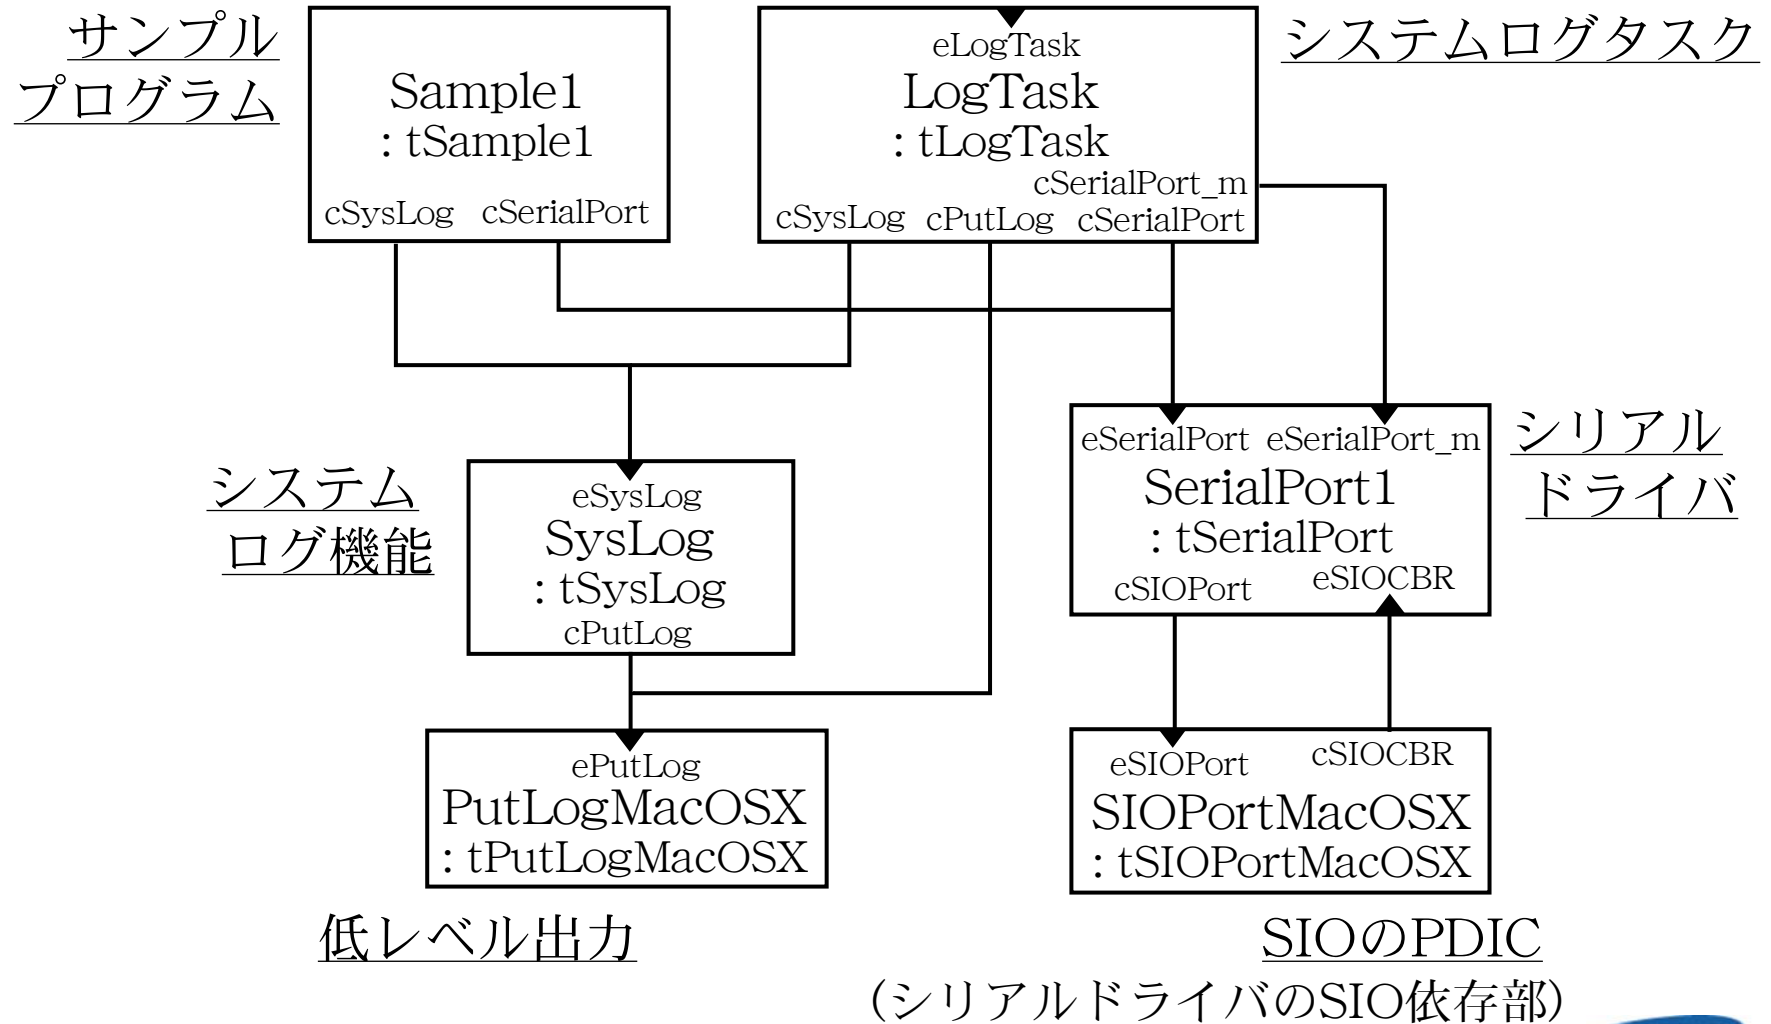 サンプル
プログラム
Sample1
: tSample1
cSysLog cSerialPort
eLogTask
LogTask
: tLogTask
cSerialPort_m
cSysLog cPutLog cSerialPort
システムログタスク
システム
ログ機能
eSysLog
SysLog
: tSysLog
cPutLog
eSerialPort eSerialPort_m
SerialPort1
: tSerialPort
cSIOPort eSIOCBR
シリアル
ドライバ
ePutLog
PutLogMacOSX
: tPutLogMacOSX
低レベル出力
eSIOPort cSIOCBR
SIOPortMacOSX
: tSIOPortMacOSX
SIOのPDIC
(シリアルドライバのSIO依存部)